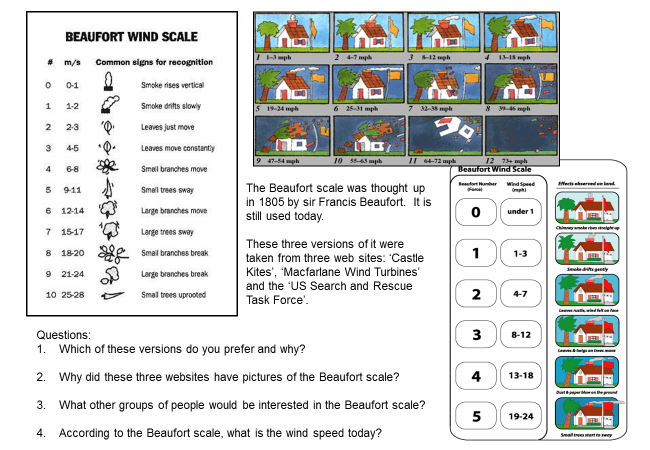 BEAUFORT WIND SCALE
# m/s Common signs for recognition
0 0-1 Smoke rises vertical
1 1-2 Smoke drifts slowly
2 2-3 Leaves just move
3 4-5 Leaves move constantly
4 6-8 Small branches move
5 9-11 Small trees sway
6 12-14 Large branches move
7 15-17 Large trees sway
8 18-20 Small branches break
9 21-24 Large branches break
10 25-28 Small trees uprooted
1 1–3 mph 2 4–7 mph 3 8–12 mph 4 13–18 mph
5 19–24 mph 6 25–31 mph 7 32–38 mph 8 39–46 mph
9 47–54 mph 10 55–63 mph 11 64–72 mph 12 73+ mph
The Beaufort scale was thought up
in 1805 by sir Francis Beaufort. It is
still used today.
These three versions of it were
taken from three web sites: ‘Castle
Kites’, ‘Macfarlane Wind Turbines’
and the ‘US Search and Rescue
Task Force’.
Beaufort Wind Scale
Beaufort Number Wind Speed Effects observed on land.
(Force) (mph)
0 under 1
Chimney smoke rises straight up
1 1-3
Smoke drifts gently
2 4-7
Leaves rustle, wind felt on face
3 8-12
Leaves & twigs on trees move
4 13-18
Dust & paper blow on the ground
5 19-24
Small trees start to sway
Questions:
1. Which of these versions do you prefer and why?
2. Why did these three websites have pictures of the Beaufort scale?
3. What other groups of people would be interested in the Beaufort scale?
4. According to the Beaufort scale, what is the wind speed today?